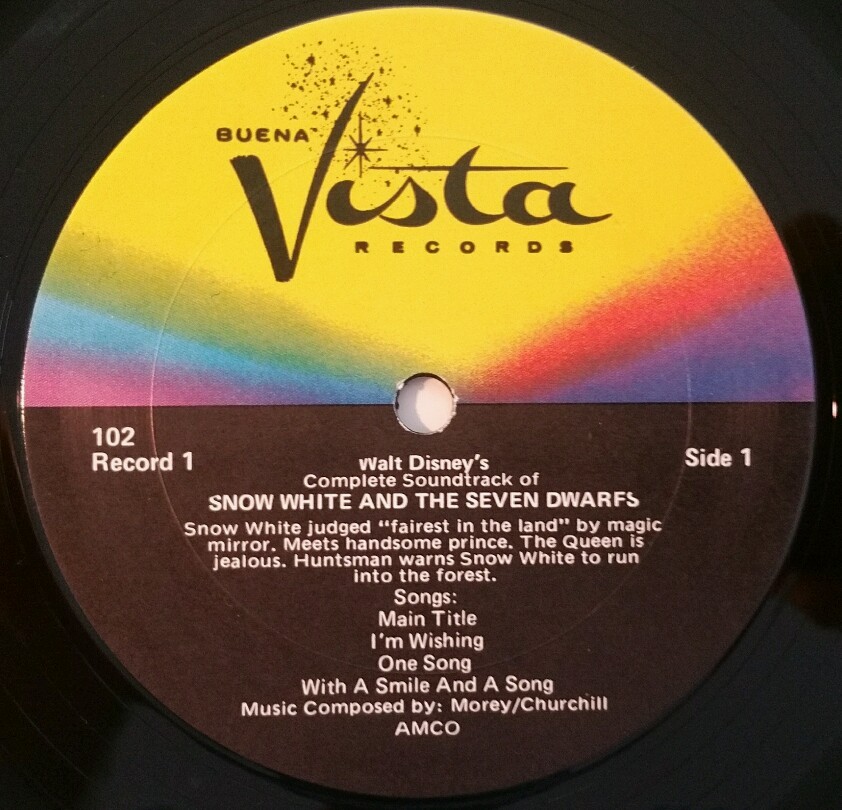 BUENA
Vista
RECORDS
102
Record 1
Side 1
Walt Disney's
Complete Soundtrack of
SNOW WHITE AND THE SEVEN DWARFS
Snow White judged "fairest in the land" by magic
mirror. Meets handsome prince. The Queen is
jealous. Huntsman warns Snow White to run
into the forest.
Songs:
Main Title
I'm Wishing
One Song
With A Smile And A Song
Music Composed by: Morey/Churchill
AMCO